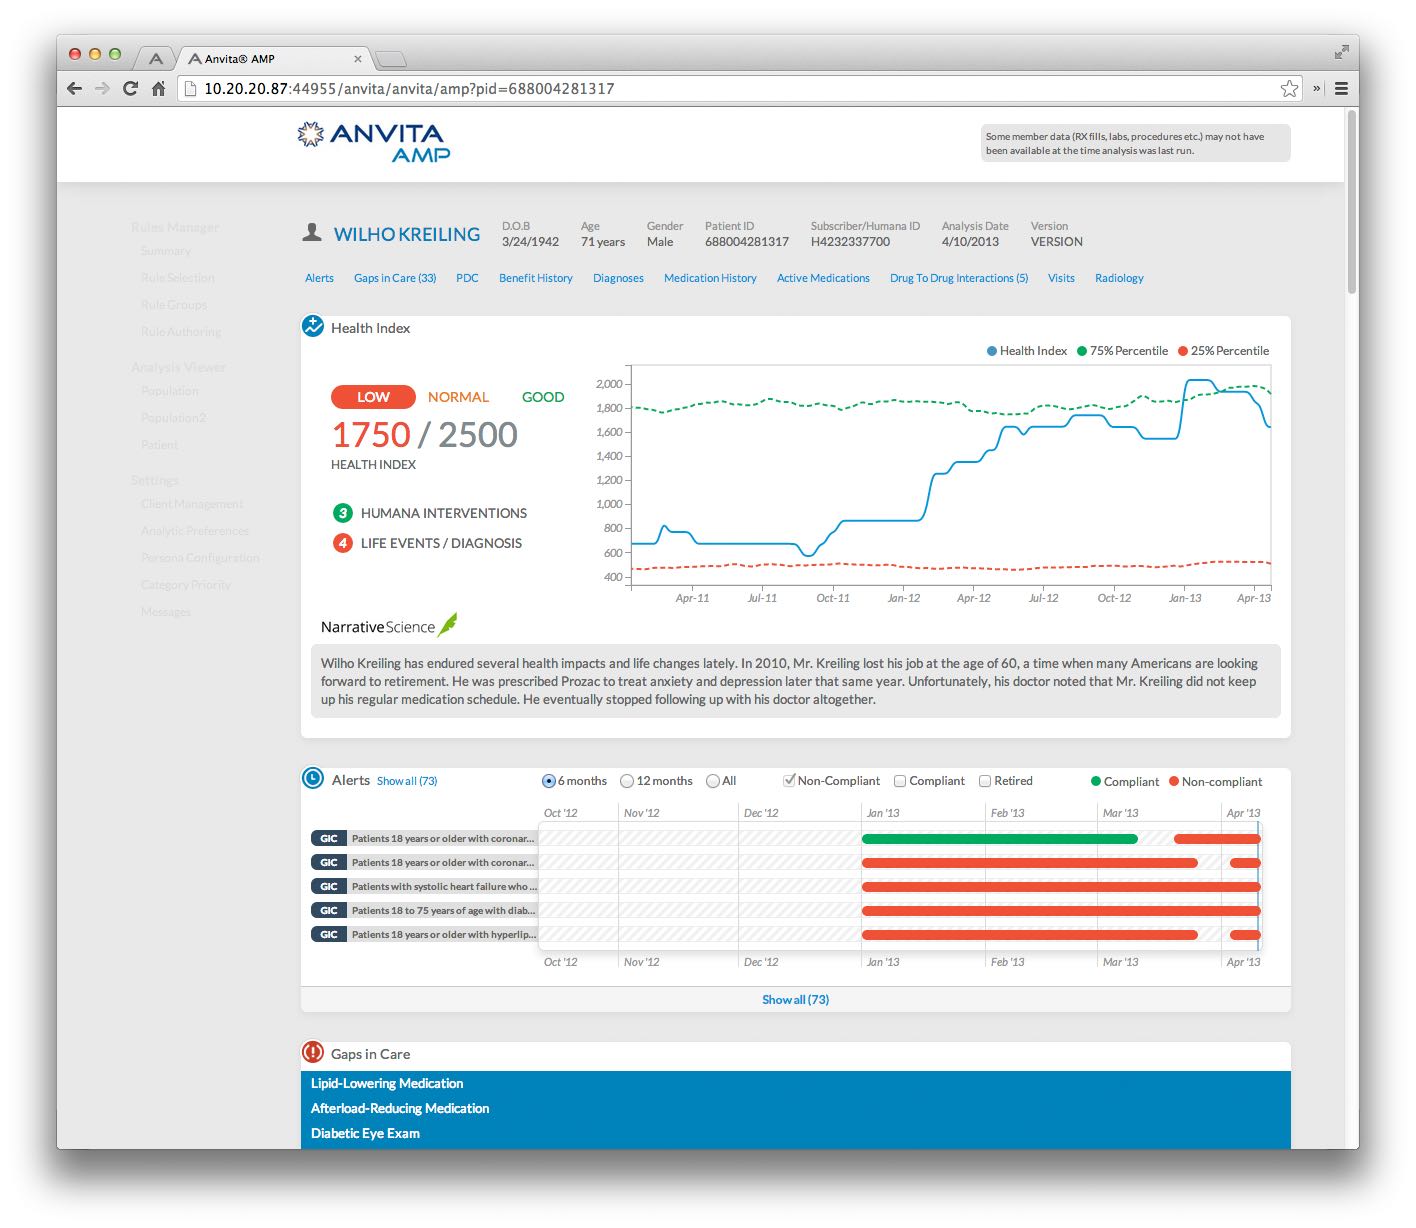 Anvita® AMP
10.20.20.87:44955/anvita/anvita/amp?pid=688004281317
ANVITA
AMP
Some member data (RX fills, labs, procedures etc.) may not have
been available at the time analysis was last run.
Rules Manager
Summary
Rule Selection
Rule Groups
Rule Authoring
Analysis Viewer
Population
Population2
Patient
Settings
Client Management
Analytic Preferences
Persona Configuration
Category Priority
Messages
WILHO KREILING
D.O.B Age Gender Patient ID Subscriber/Humana ID Analysis Date Version
3/24/1942 71 years Male 688004281317 H4232337700 4/10/2013 VERSION
Alerts Gaps in Care (33) PDC Benefit History Diagnoses Medication History Active Medications Drug To Drug Interactions (5) Visits Radiology
Health Index
Health Index 75% Percentile 25% Percentile
LOW NORMAL GOOD
1750 / 2500
HEALTH INDEX
3 HUMANA INTERVENTIONS
4 LIFE EVENTS / DIAGNOSIS
2,000
1,800
1,600
1,400
1,200
1,000
800
600
400
Apr-11 Jul-11 Oct-11 Jan-12 Apr-12 Jul-12 Oct-12 Jan-13 Apr-13
NarrativeScience
Wilho Kreiling has endured several health impacts and life changes lately. In 2010, Mr. Kreiling lost his job at the age of 60, a time when many Americans are looking
forward to retirement. He was prescribed Prozac to treat anxiety and depression later that same year. Unfortunately, his doctor noted that Mr. Kreiling did not keep
up his regular medication schedule. He eventually stopped following up with his doctor altogether.
Alerts Show all (73) 6 months 12 months All Non-Compliant Compliant Retired Compliant Non-compliant
Oct '12 Nov '12 Dec '12 Jan '13 Feb '13 Mar '13 Apr '13
GIC Patients 18 years or older with coronar...
GIC Patients 18 years or older with coronar...
GIC Patients with systolic heart failure who ...
GIC Patients 18 to 75 years of age with diab...
GIC Patients 18 years or older with hyperlip...
Oct '12 Nov '12 Dec '12 Jan '13 Feb '13 Mar '13 Apr '13
Show all (73)
Gaps in Care
Lipid-Lowering Medication
Afterload-Reducing Medication
Diabetic Eye Exam